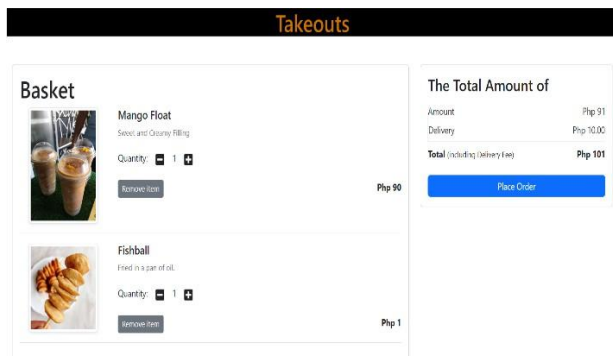 Takeouts
Basket
Mango Float
Sweet and Creamy Filling
Quantity: 1
Remove item
Php 90
Fishball
Fried in a pan of oil.
Quantity: 1
Remove item
Php 1
The Total Amount of
Amount Php 91
Delivery Php 10.00
Total (including Delivery Fee) Php 101
Place Order